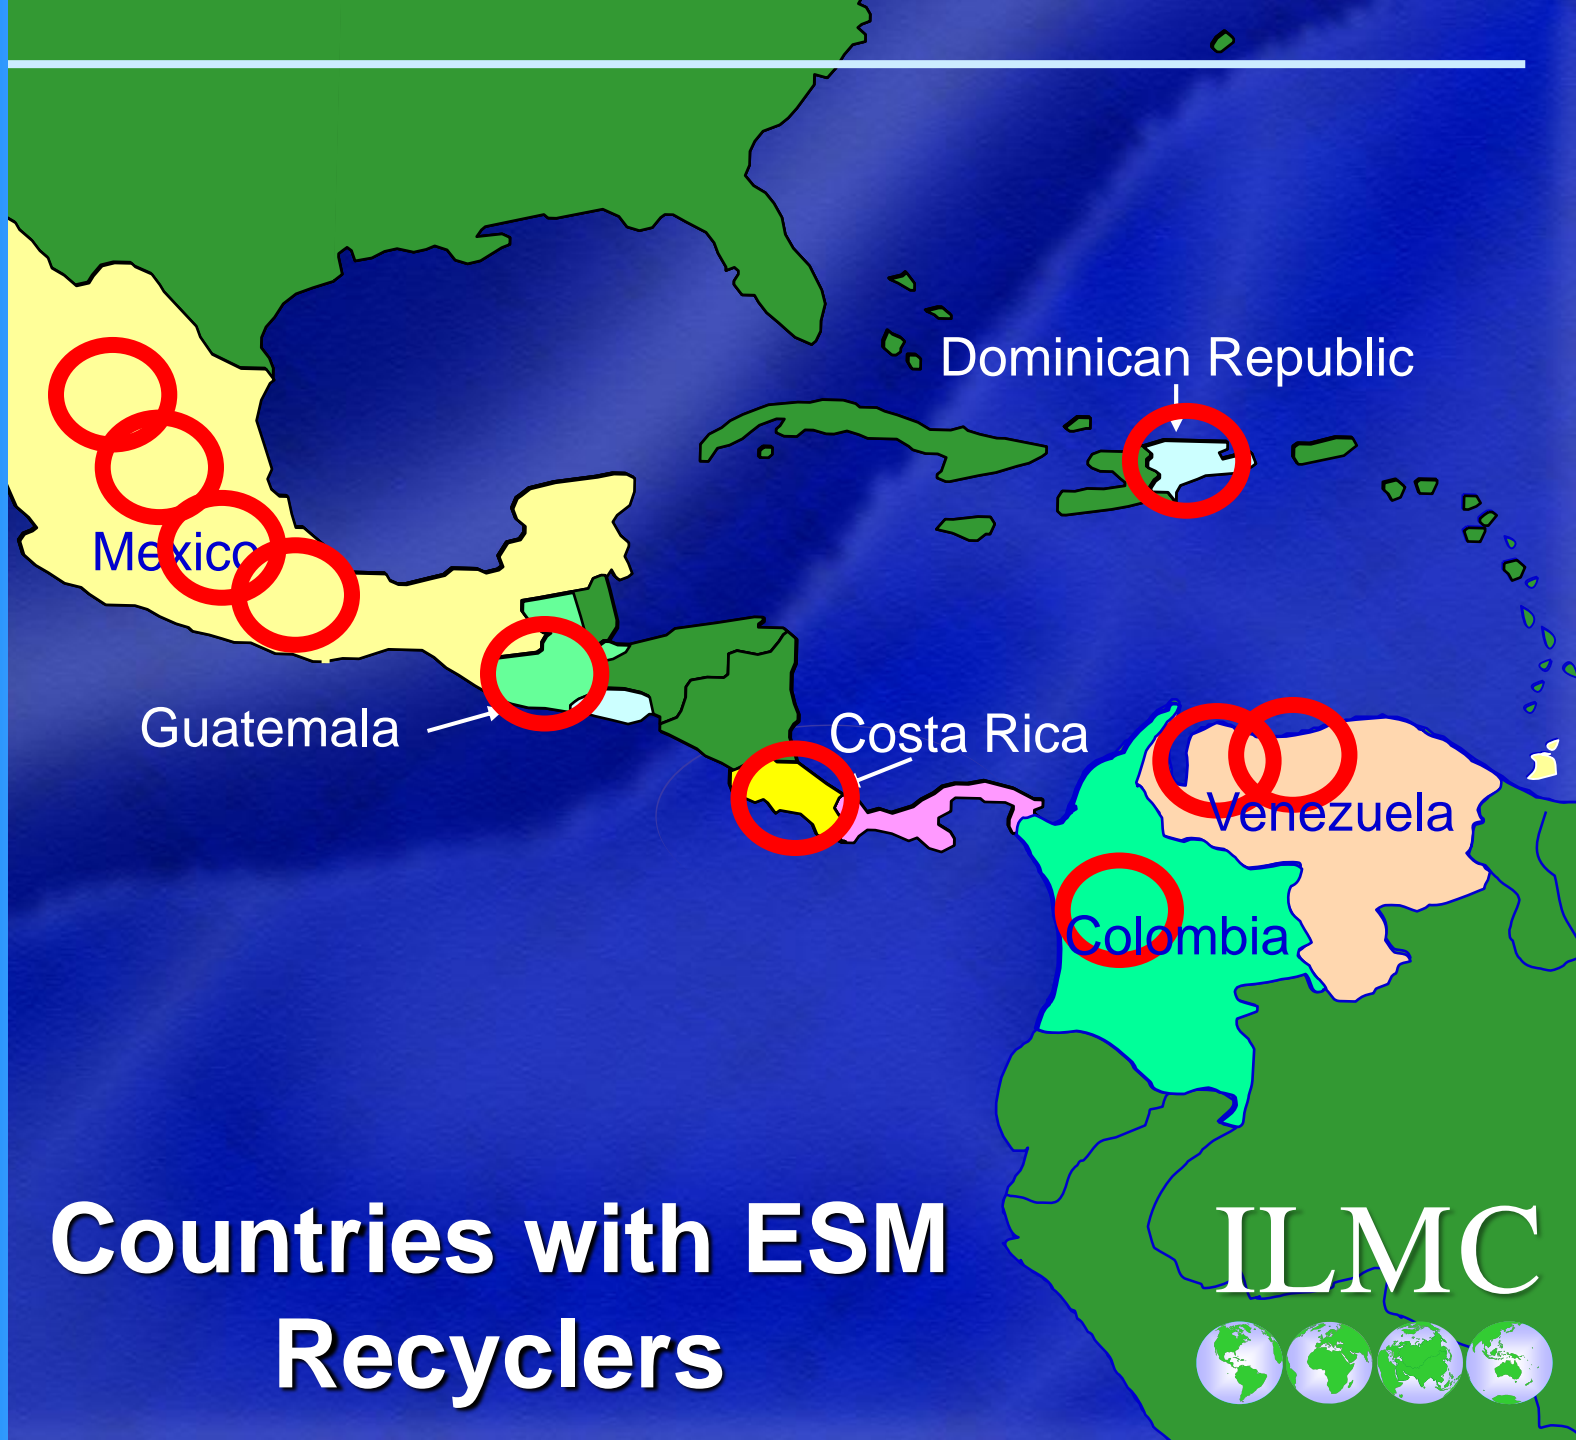 Dominican Republic
Mexico
Guatemala
Costa Rica
Venezuela
Colombia
Countries with ESM
Recyclers
ILMC